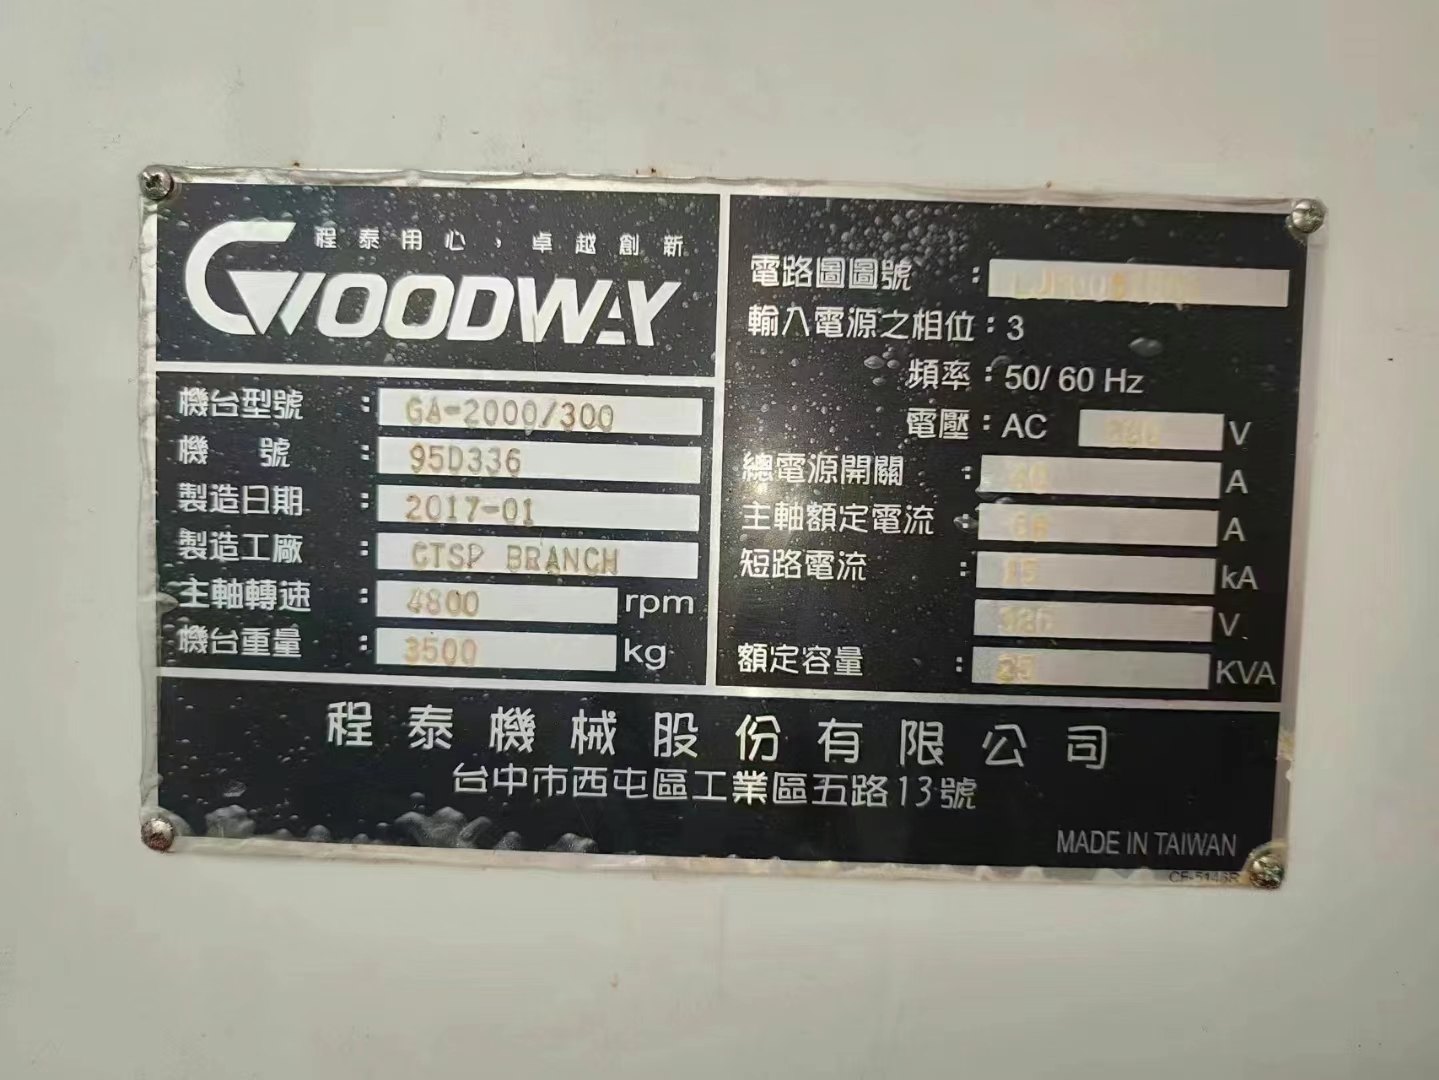 程泰用心，卓越創新
GOODWAY
機台型號：GA-2000/300
機號：95D336
製造日期：2017-01
製造工廠：CTSP BRANCH
主軸轉速：4800 rpm
機台重量：3500 kg
電路圖圖號：
輸入電源之相位：3
頻率：50/60 Hz
電壓：AC V
總電源開關： A
主軸額定電流： A
短路電流： kA
V
額定容量：25 KVA
程泰機械股份有限公司
台中市西屯區工業區五路13號
MADE IN TAIWAN